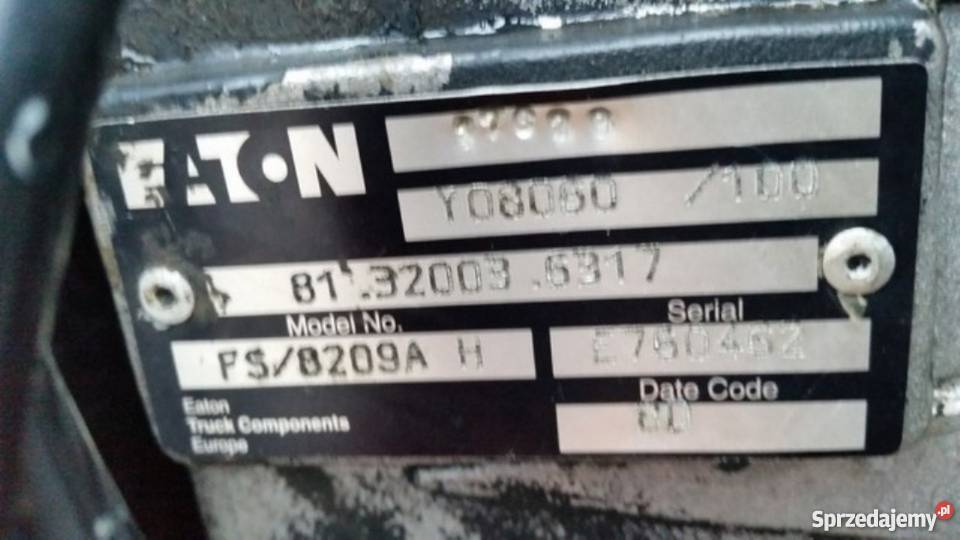 EATON
Y08060 /100
81.32003.6317
Model No.
FS/8209A H
Serial
E760462
Date Code
Eaton
Truck Components
Europe
Sprzedajemy.pl